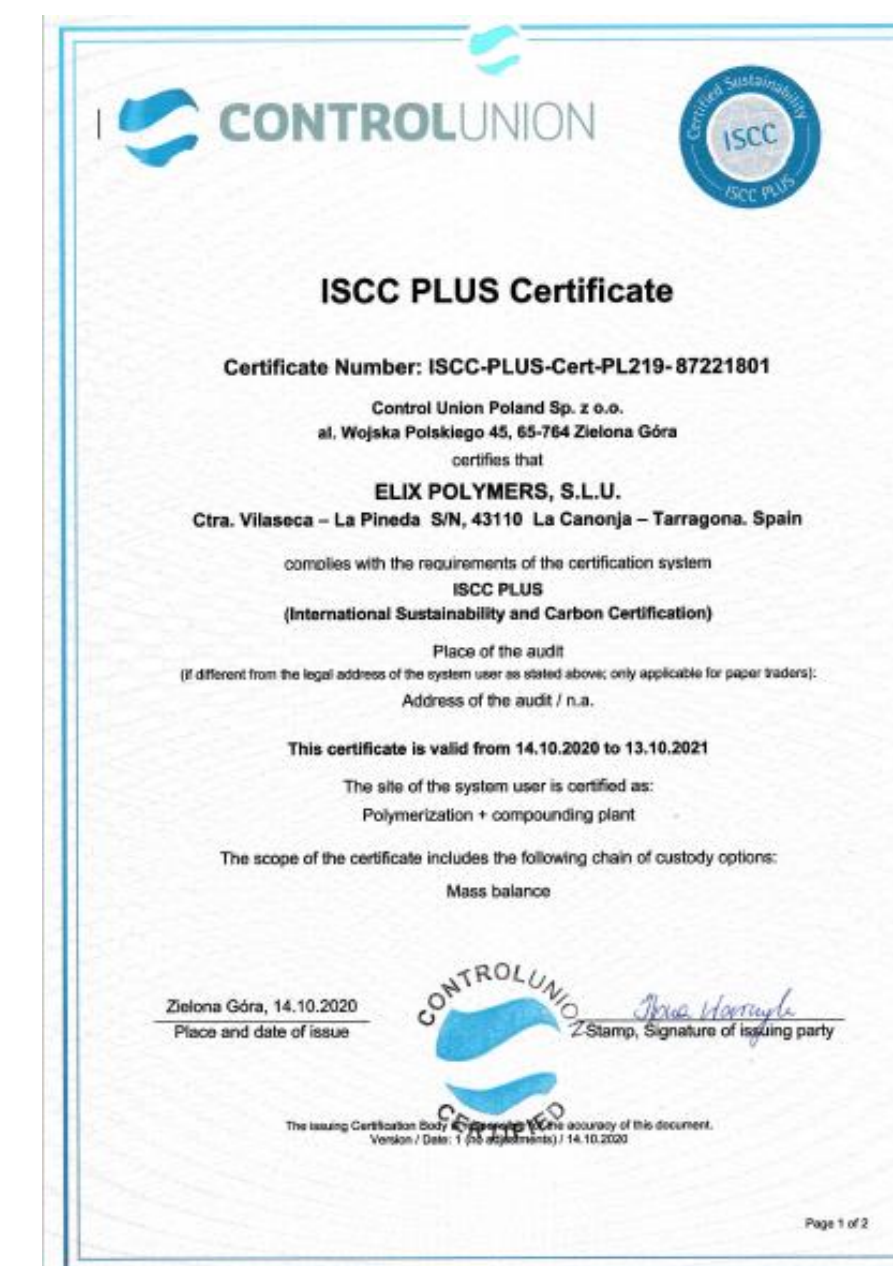 CONTROLUNION
Certified Sustainability
ISCC
ISCC PLUS
ISCC PLUS Certificate
Certificate Number: ISCC-PLUS-Cert-PL219-87221801
Control Union Poland Sp. z o.o.
al. Wojska Polskiego 45, 65-764 Zielona Góra
certifies that
ELIX POLYMERS, S.L.U.
Ctra. Vilaseca – La Pineda S/N, 43110 La Canonja – Tarragona. Spain
complies with the requirements of the certification system
ISCC PLUS
(International Sustainability and Carbon Certification)
Place of the audit
(if different from the legal address of the system user as stated above; only applicable for paper traders):
Address of the audit / n.a.
This certificate is valid from 14.10.2020 to 13.10.2021
The site of the system user is certified as:
Polymerization + compounding plant
The scope of the certificate includes the following chain of custody options:
Mass balance
Zielona Góra, 14.10.2020
Place and date of issue
CONTROLUNION
CERTIFIED
Stamp, Signature of issuing party
The issuing Certification Body the accuracy of this document.
Version / Date: 1 (no adjustments) / 14.10.2020
Page 1 of 2